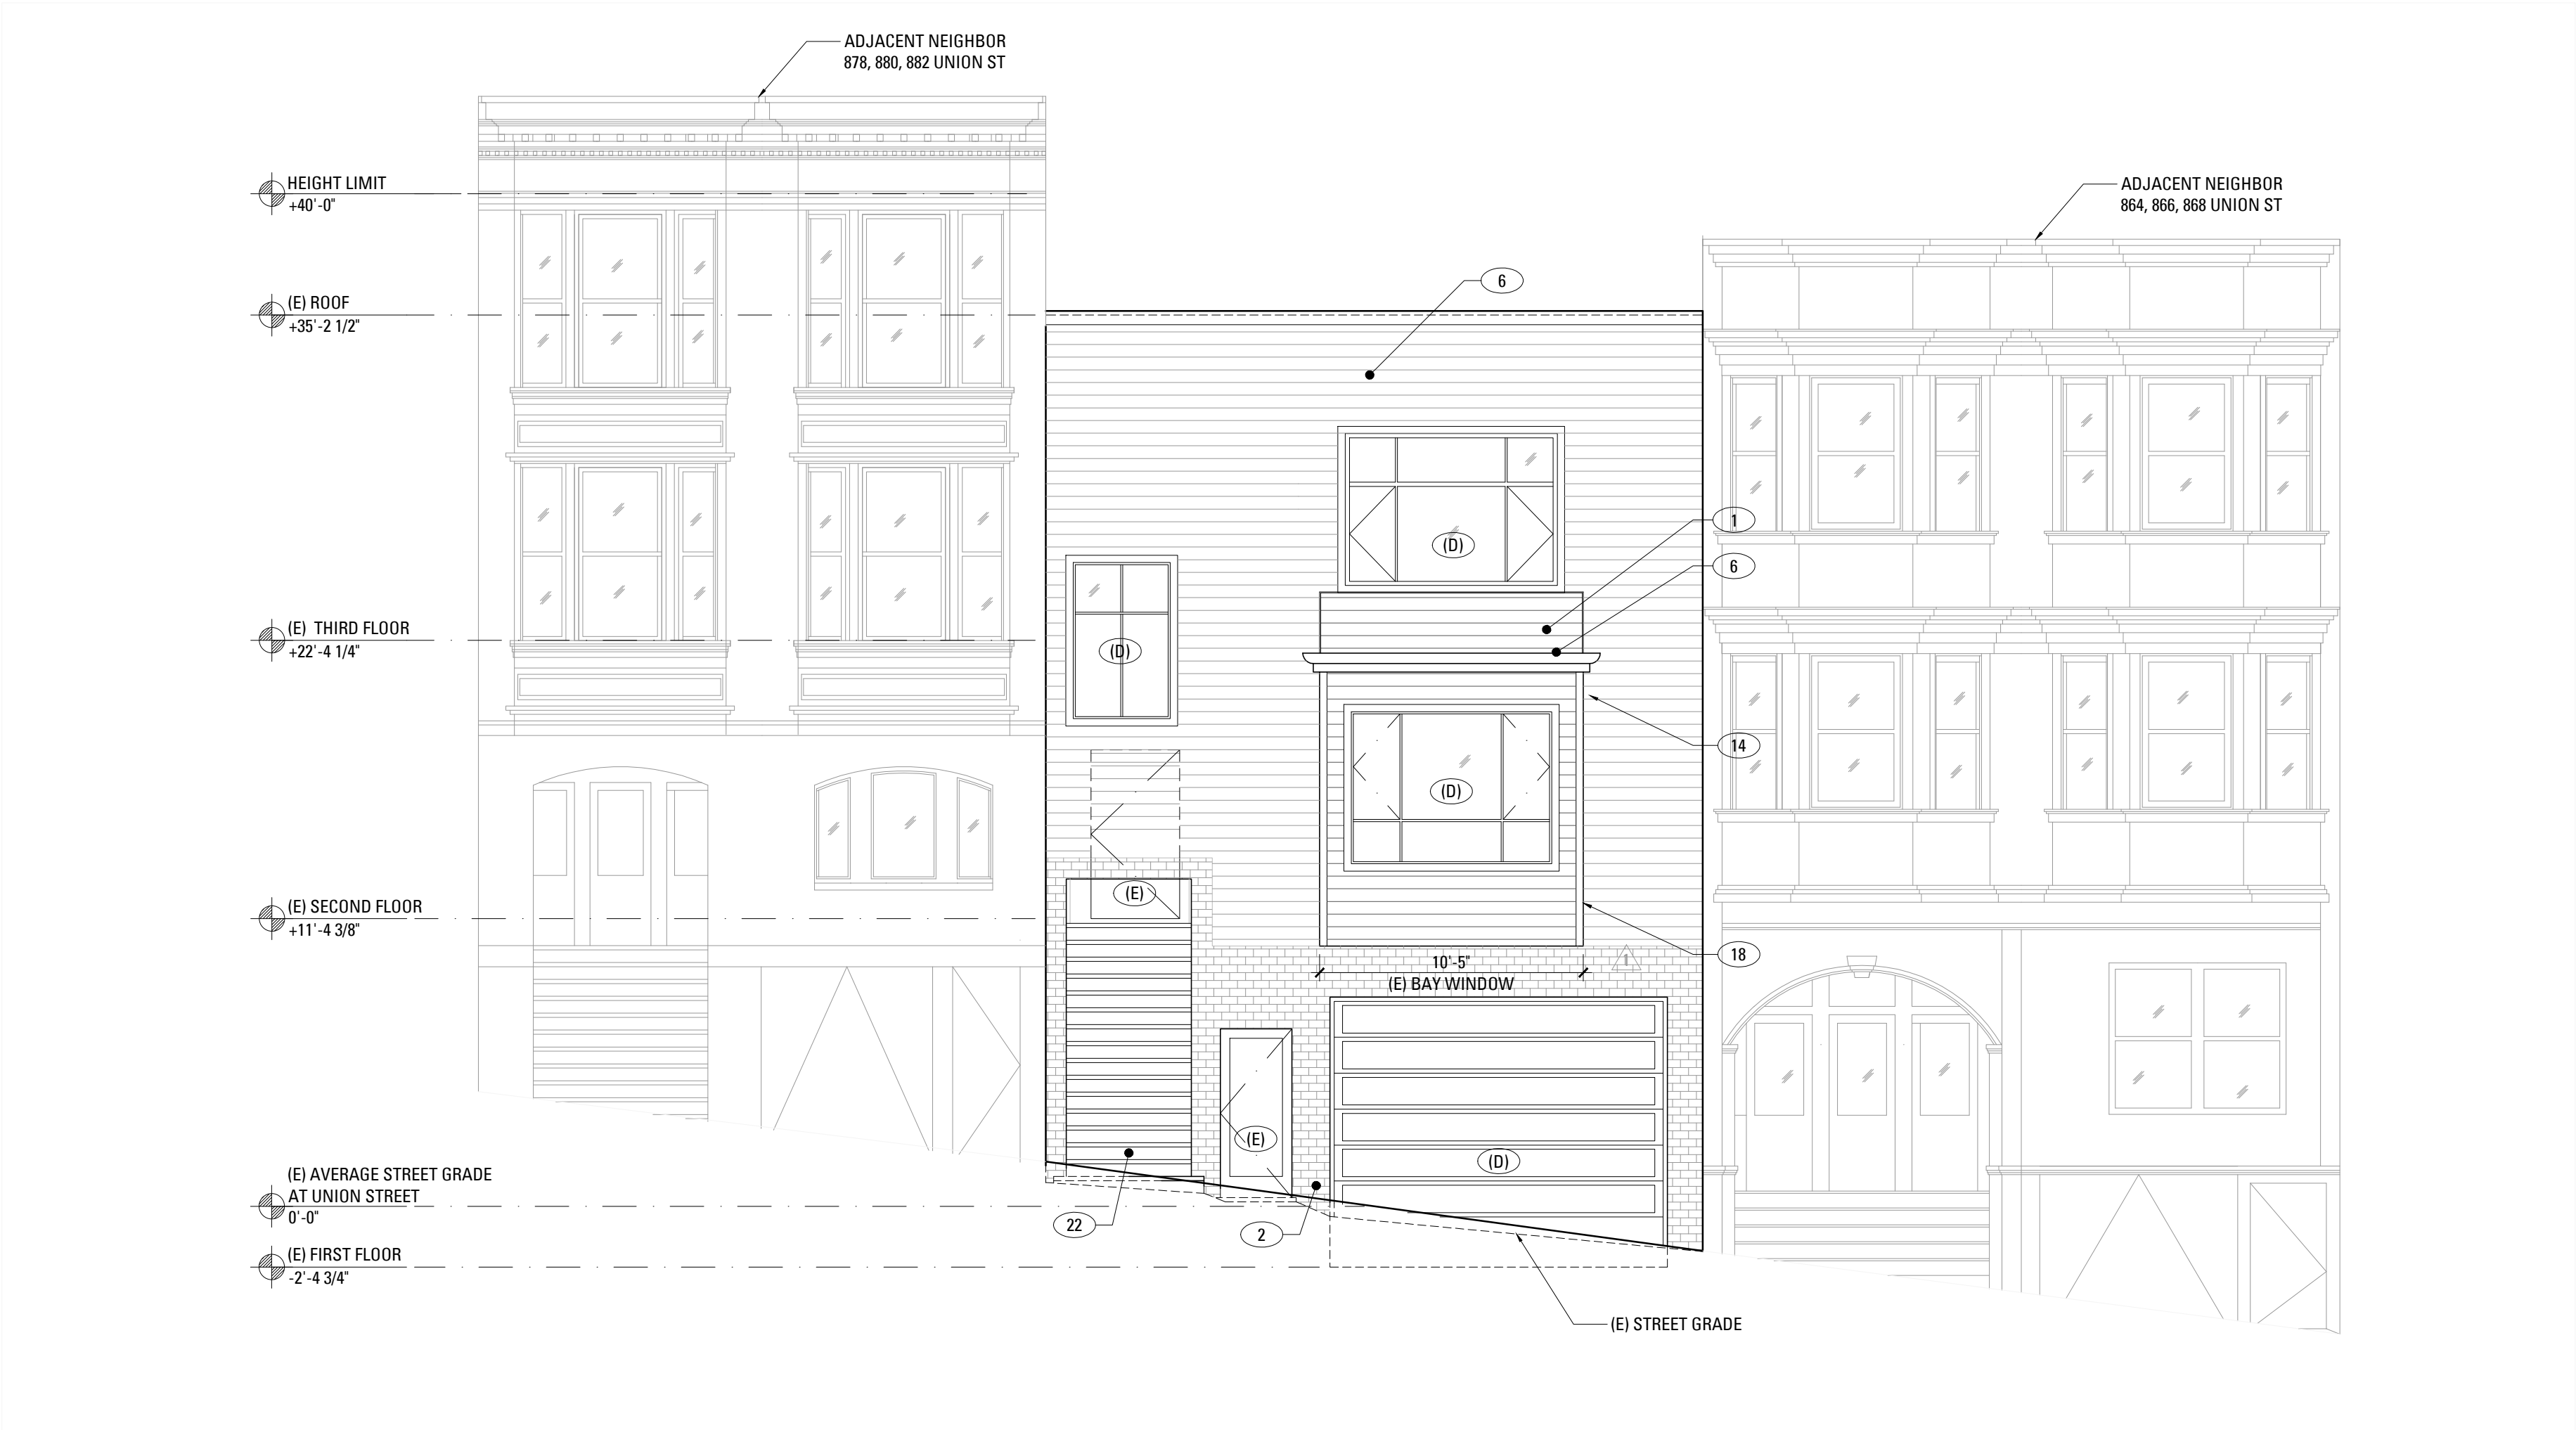 ADJACENT NEIGHBOR
878, 880, 882 UNION ST
HEIGHT LIMIT
+40'-0"
ADJACENT NEIGHBOR
864, 866, 868 UNION ST
6
(E) ROOF
+35'-2 1/2"
1
(D)
6
(E) THIRD FLOOR
+22'-4 1/4"
(D)
14
(D)
(E)
(E) SECOND FLOOR
+11'-4 3/8"
18
1
10'-5"
(E) BAY WINDOW
(E)
(D)
(E) AVERAGE STREET GRADE
AT UNION STREET
0'-0"
22
2
(E) FIRST FLOOR
-2'-4 3/4"
(E) STREET GRADE